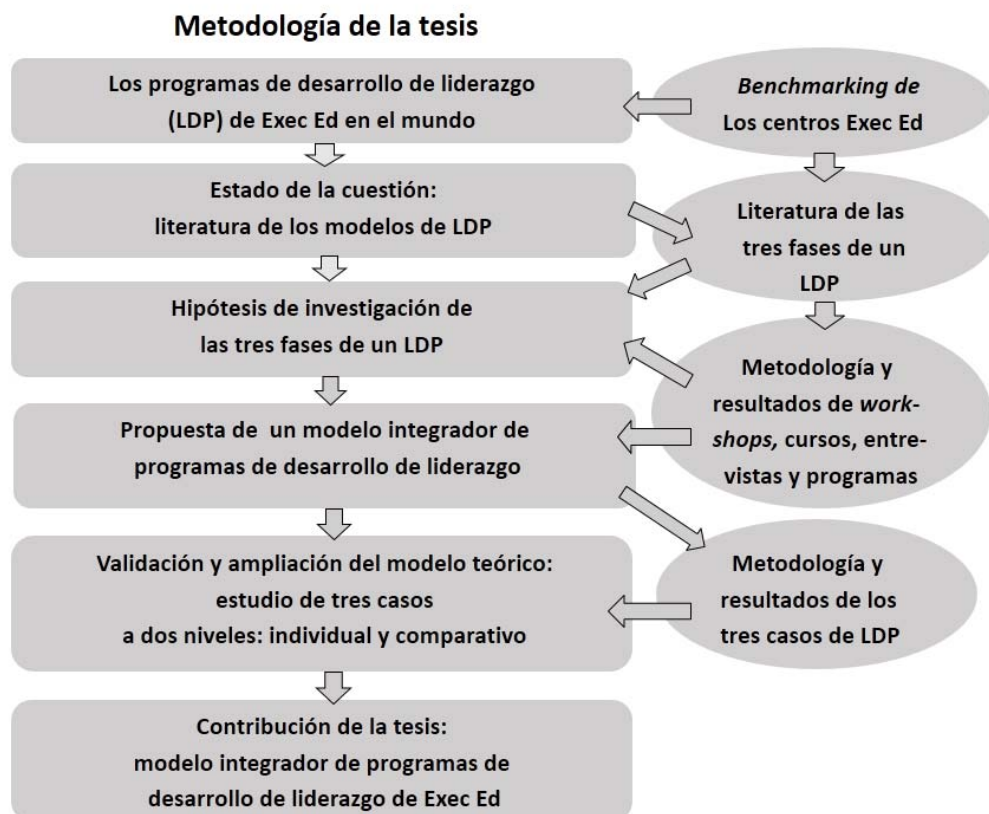 Metodología de la tesis
Los programas de desarrollo de liderazgo
(LDP) de Exec Ed en el mundo
Benchmarking de
Los centros Exec Ed
Estado de la cuestión:
literatura de los modelos de LDP
Literatura de las
tres fases de un
LDP
Hipótesis de investigación de
las tres fases de un LDP
Metodología y
resultados de work-
shops, cursos, entre-
vistas y programas
Propuesta de un modelo integrador de
programas de desarrollo de liderazgo
Validación y ampliación del modelo teórico:
estudio de tres casos
a dos niveles: individual y comparativo
Metodología y
resultados de los
tres casos de LDP
Contribución de la tesis:
modelo integrador de programas de
desarrollo de liderazgo de Exec Ed